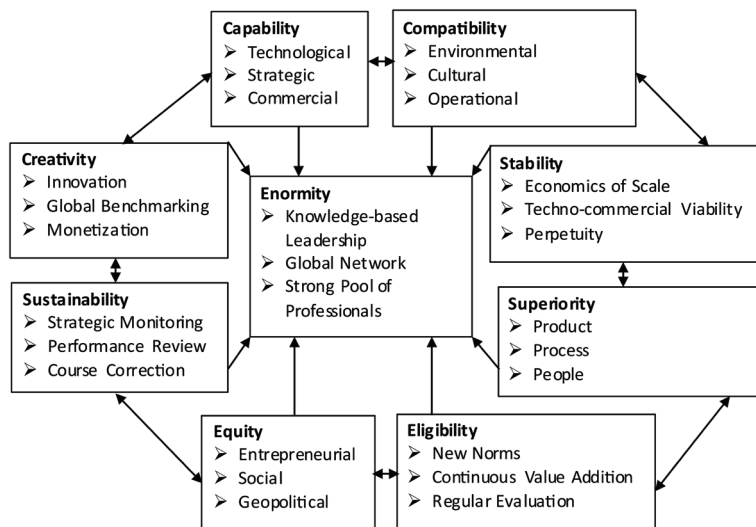 Capability
➢ Technological
➢ Strategic
➢ Commercial
Compatibility
➢ Environmental
➢ Cultural
➢ Operational
Creativity
➢ Innovation
➢ Global Benchmarking
➢ Monetization
Enormity
➢ Knowledge-based
Leadership
➢ Global Network
➢ Strong Pool of
Professionals
Stability
➢ Economics of Scale
➢ Techno-commercial Viability
➢ Perpetuity
Sustainability
➢ Strategic Monitoring
➢ Performance Review
➢ Course Correction
Superiority
➢ Product
➢ Process
➢ People
Equity
➢ Entrepreneurial
➢ Social
➢ Geopolitical
Eligibility
➢ New Norms
➢ Continuous Value Addition
➢ Regular Evaluation